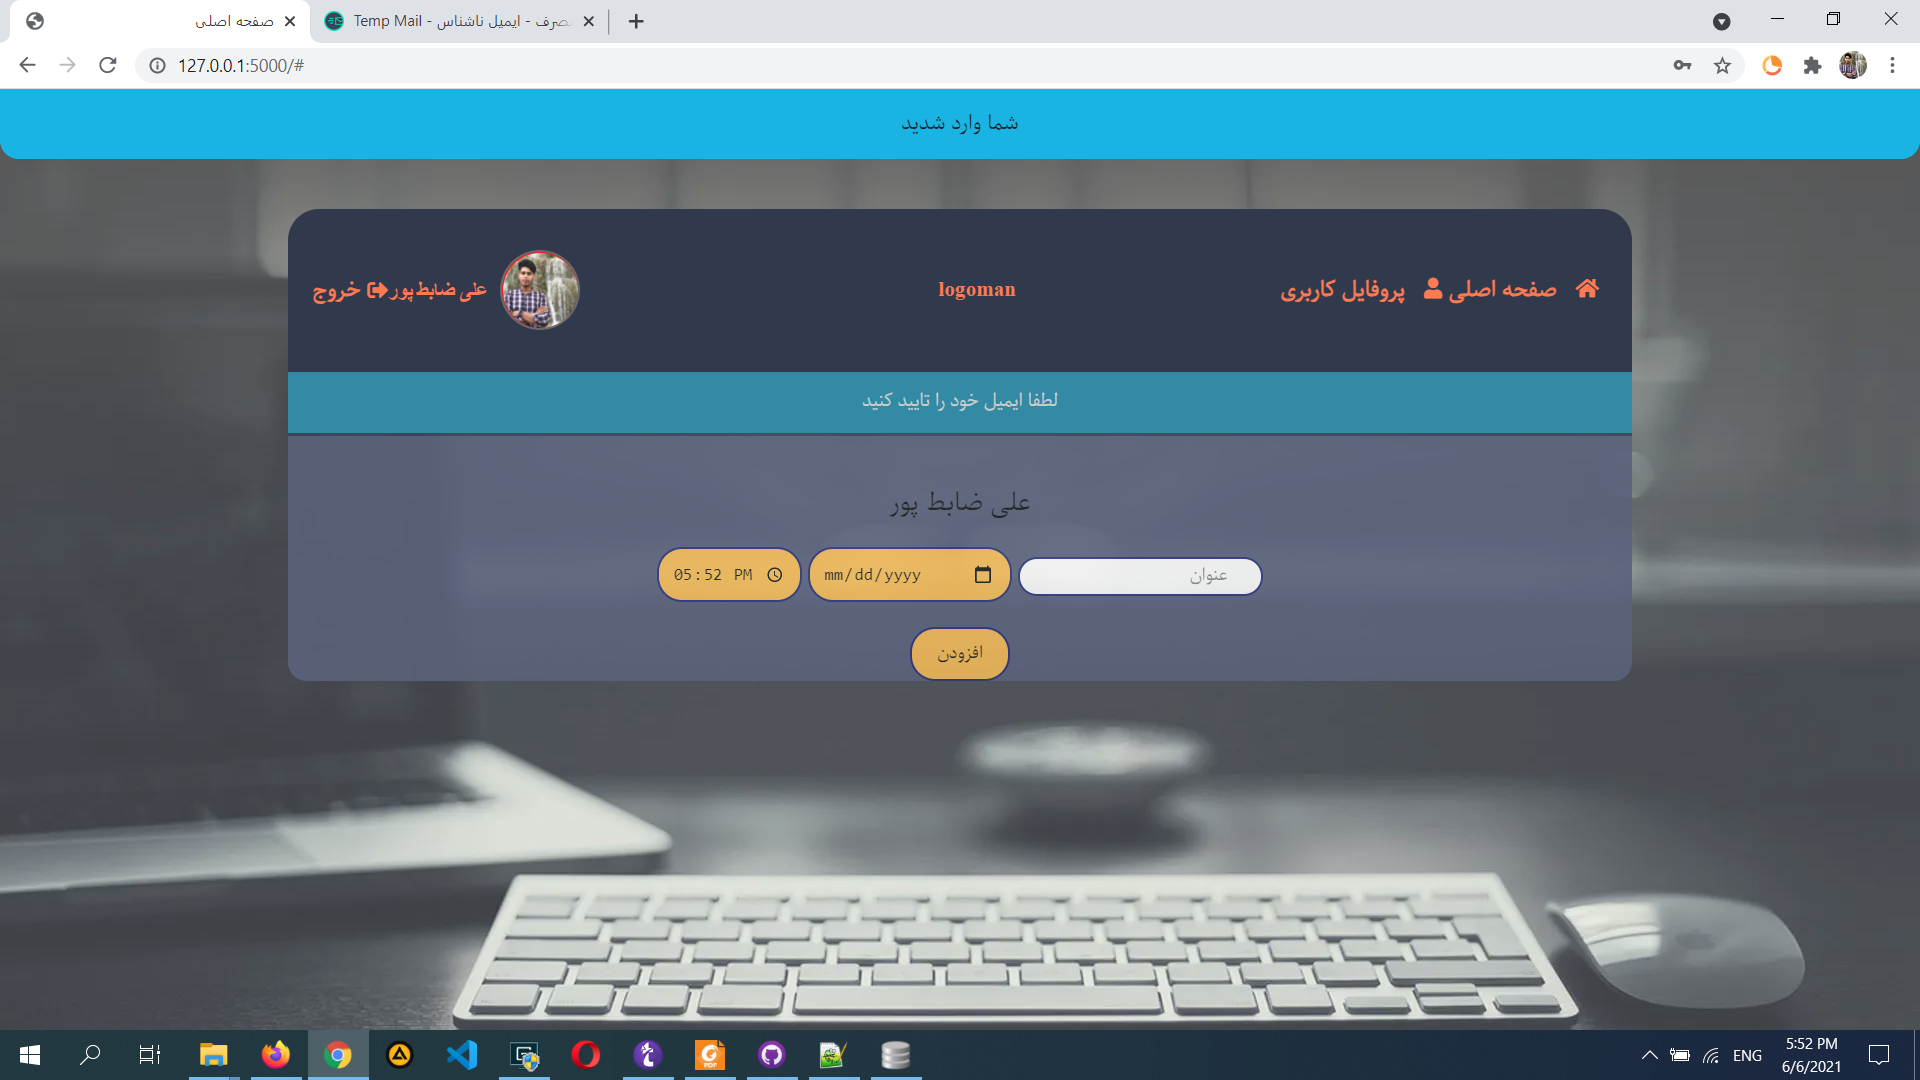 صفحه اصلی
Temp Mail - ایمیل ناشناس - مصرف
127.0.0.1:5000/#
شما وارد شدید
صفحه اصلی
پروفایل کاربری
logoman
علی ضابط پور
خروج
لطفا ایمیل خود را تایید کنید
علی ضابط پور
عنوان
mm/dd/yyyy
05:52 PM
افزودن
ENG
5:52 PM
6/6/2021